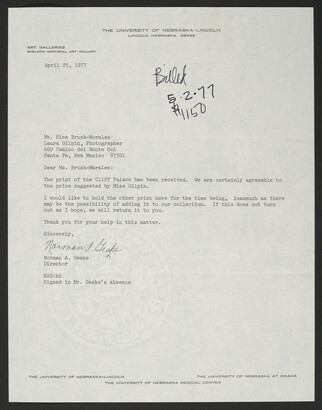 THE UNIVERSITY OF NEBRASKA—LINCOLN
LINCOLN, NEBRASKA 68588
ART GALLERIES
SHELDON MEMORIAL ART GALLERY
April 25, 1977
Billed
5-2-77
$1150
Ms. Dina Brush-Morales
Laura Gilpin, Photographer
409 Camino del Monte Sol
Santa Fe, New Mexico 87501
Dear Ms. Brush-Morales:
The print of the Cliff Palace has been received. We are certainly agreeable to
the price suggested by Miss Gilpin.
I would like to hold the other print here for the time being, inasmuch as there
may be the possibility of adding it to our collection. If this does not turn
out as I hope, we will return it to you.
Thank you for your help in this matter.
Sincerely,
Norman A. Geske
Norman A. Geske
Director
NAG:hd
Signed in Mr. Geske's absence
THE UNIVERSITY OF NEBRASKA—LINCOLN THE UNIVERSITY OF NEBRASKA AT OMAHA
THE UNIVERSITY OF NEBRASKA MEDICAL CENTER